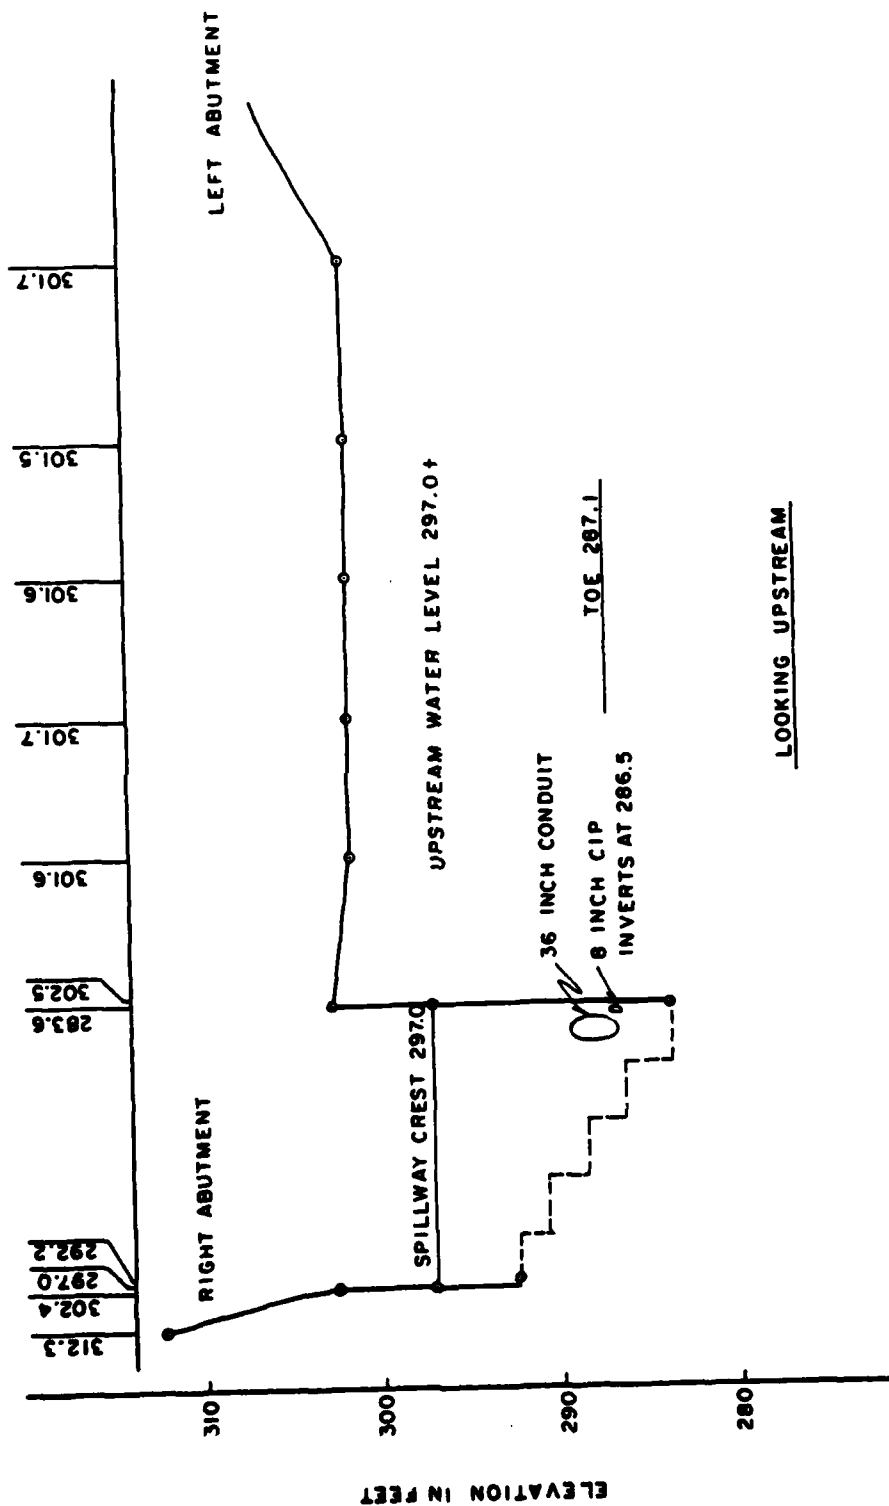 312.3
302.4
297.0
292.2
283.6
302.5
301.6
301.7
301.6
301.5
301.7
RIGHT ABUTMENT
LEFT ABUTMENT
ELEVATION IN FEET
310
300
290
280
SPILLWAY CREST 297.0
UPSTREAM WATER LEVEL 297.0±
36 INCH CONDUIT
8 INCH CIP
INVERTS AT 286.5
TOE 287.1
LOOKING UPSTREAM